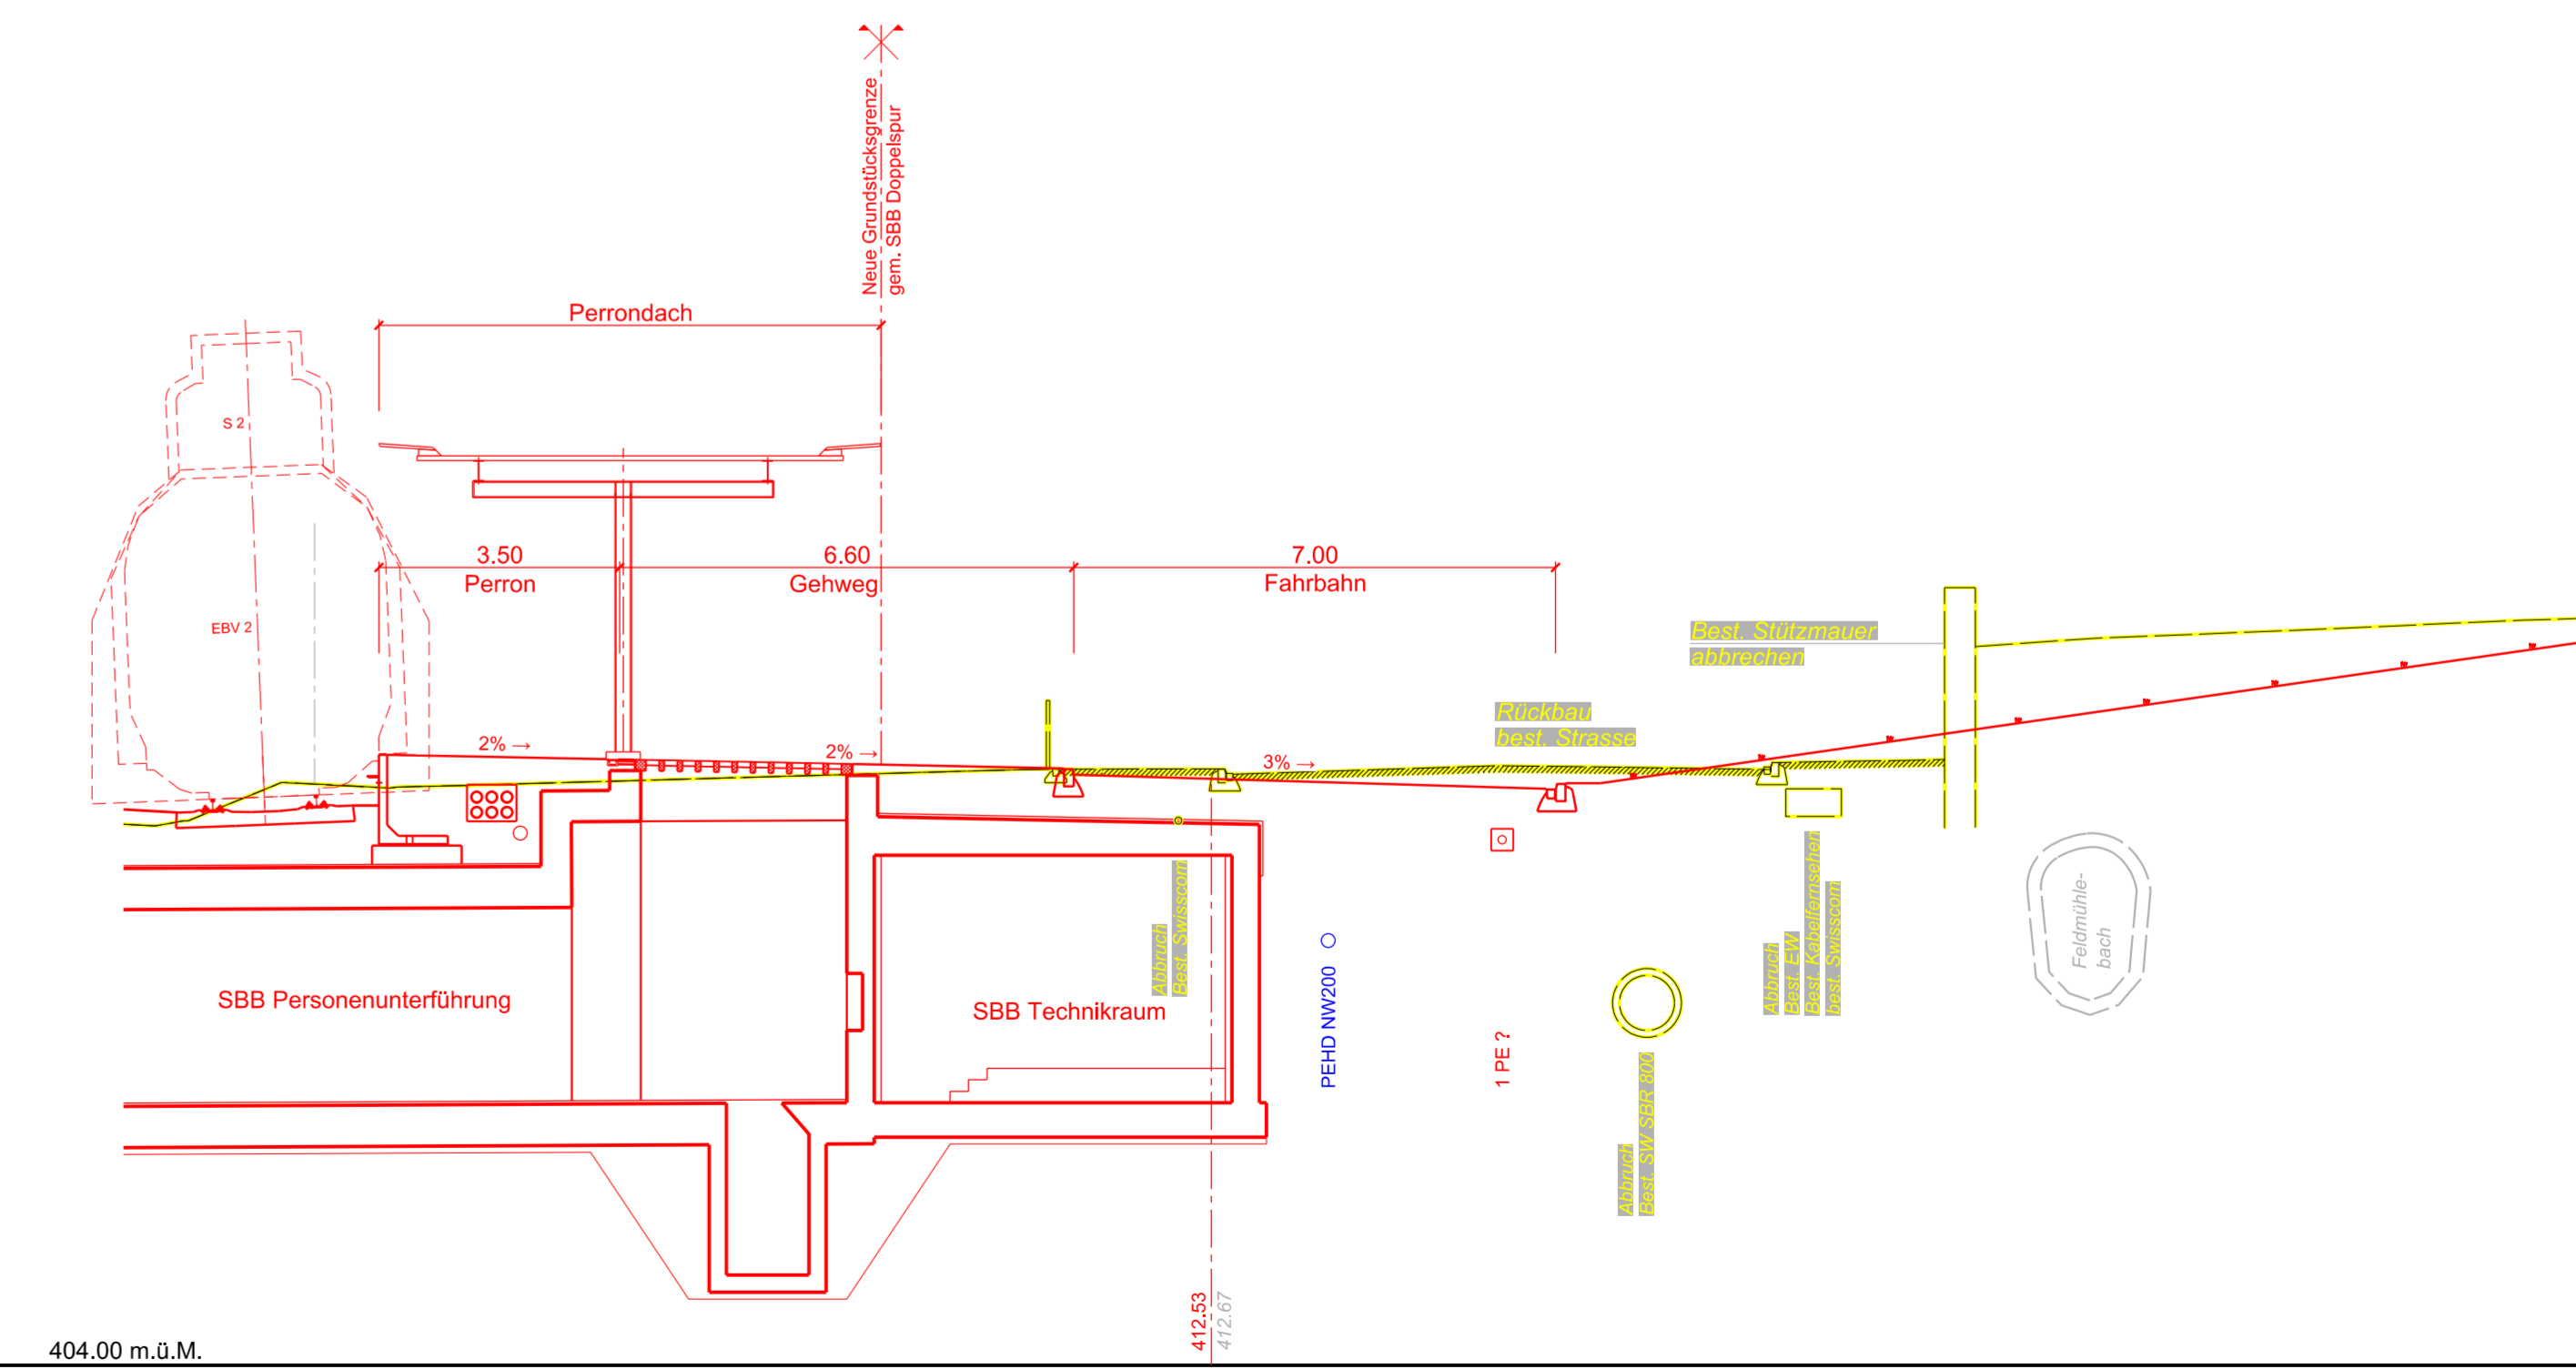 Neue Grundstücksgrenze
gem. SBB Doppelspur
Perrondach
S 2
EBV 2
3.50
Perron
6.60
Gehweg
7.00
Fahrbahn
Best. Stützmauer
abbrechen
Rückbau
best. Strasse
2% →
2% →
3% →
SBB Personenunterführung
SBB Technikraum
Abbruch
Best. Swisscom
PEHD NW200
1 PE ?
Abbruch
Best. SW SBR 800
Abbruch
Best. EW
Best. Kabelfernsehen
best. Swisscom
Feldmühle-
bach
412.53
412.67
404.00 m.ü.M.